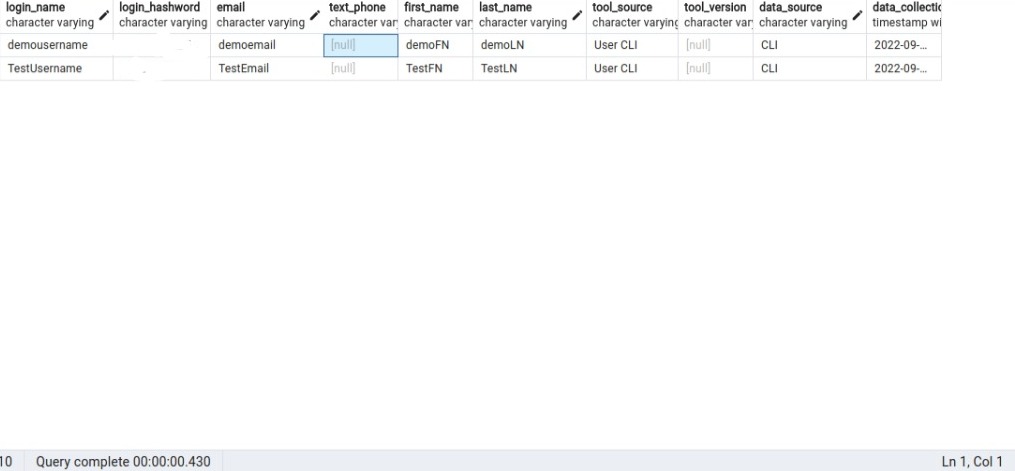 login_name login_hashword email text_phone first_name last_name tool_source tool_version data_source data_collectio
character varying character varying character varying character var character var character varying character varying character var character varying timestamp wi
demousername demoemail [null] demoFN demoLN User CLI [null] CLI 2022-09-...
TestUsername TestEmail [null] TestFN TestLN User CLI [null] CLI 2022-09-...
10 Query complete 00:00:00.430 Ln 1, Col 1